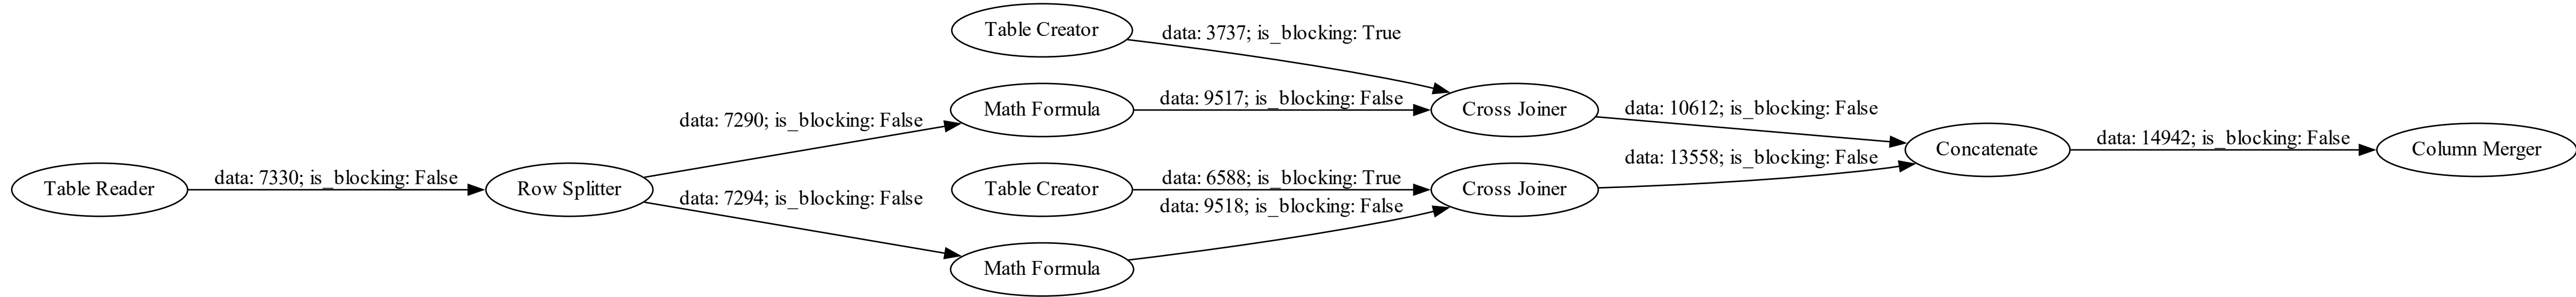 Table Creator
data: 3737; is_blocking: True
Math Formula
data: 9517; is_blocking: False
Cross Joiner
data: 7290; is_blocking: False
data: 10612; is_blocking: False
Table Reader
data: 7330; is_blocking: False
Row Splitter
data: 7294; is_blocking: False
Table Creator
data: 6588; is_blocking: True
data: 9518; is_blocking: False
Cross Joiner
data: 13558; is_blocking: False
Concatenate
data: 14942; is_blocking: False
Column Merger
Math Formula